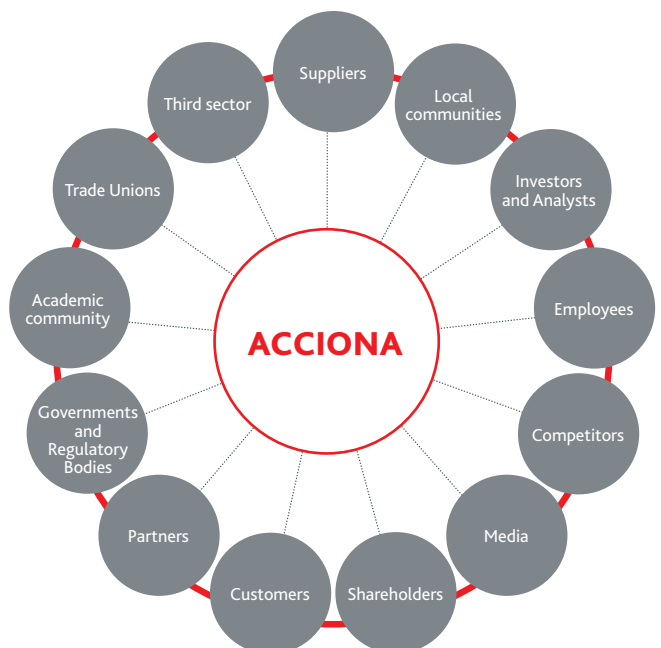 Suppliers
Local
communities
Investors
and Analysts
Employees
Competitors
Media
Shareholders
Customers
Partners
Governments
and
Regulatory
Bodies
Academic
community
Trade Unions
Third sector
ACCIONA